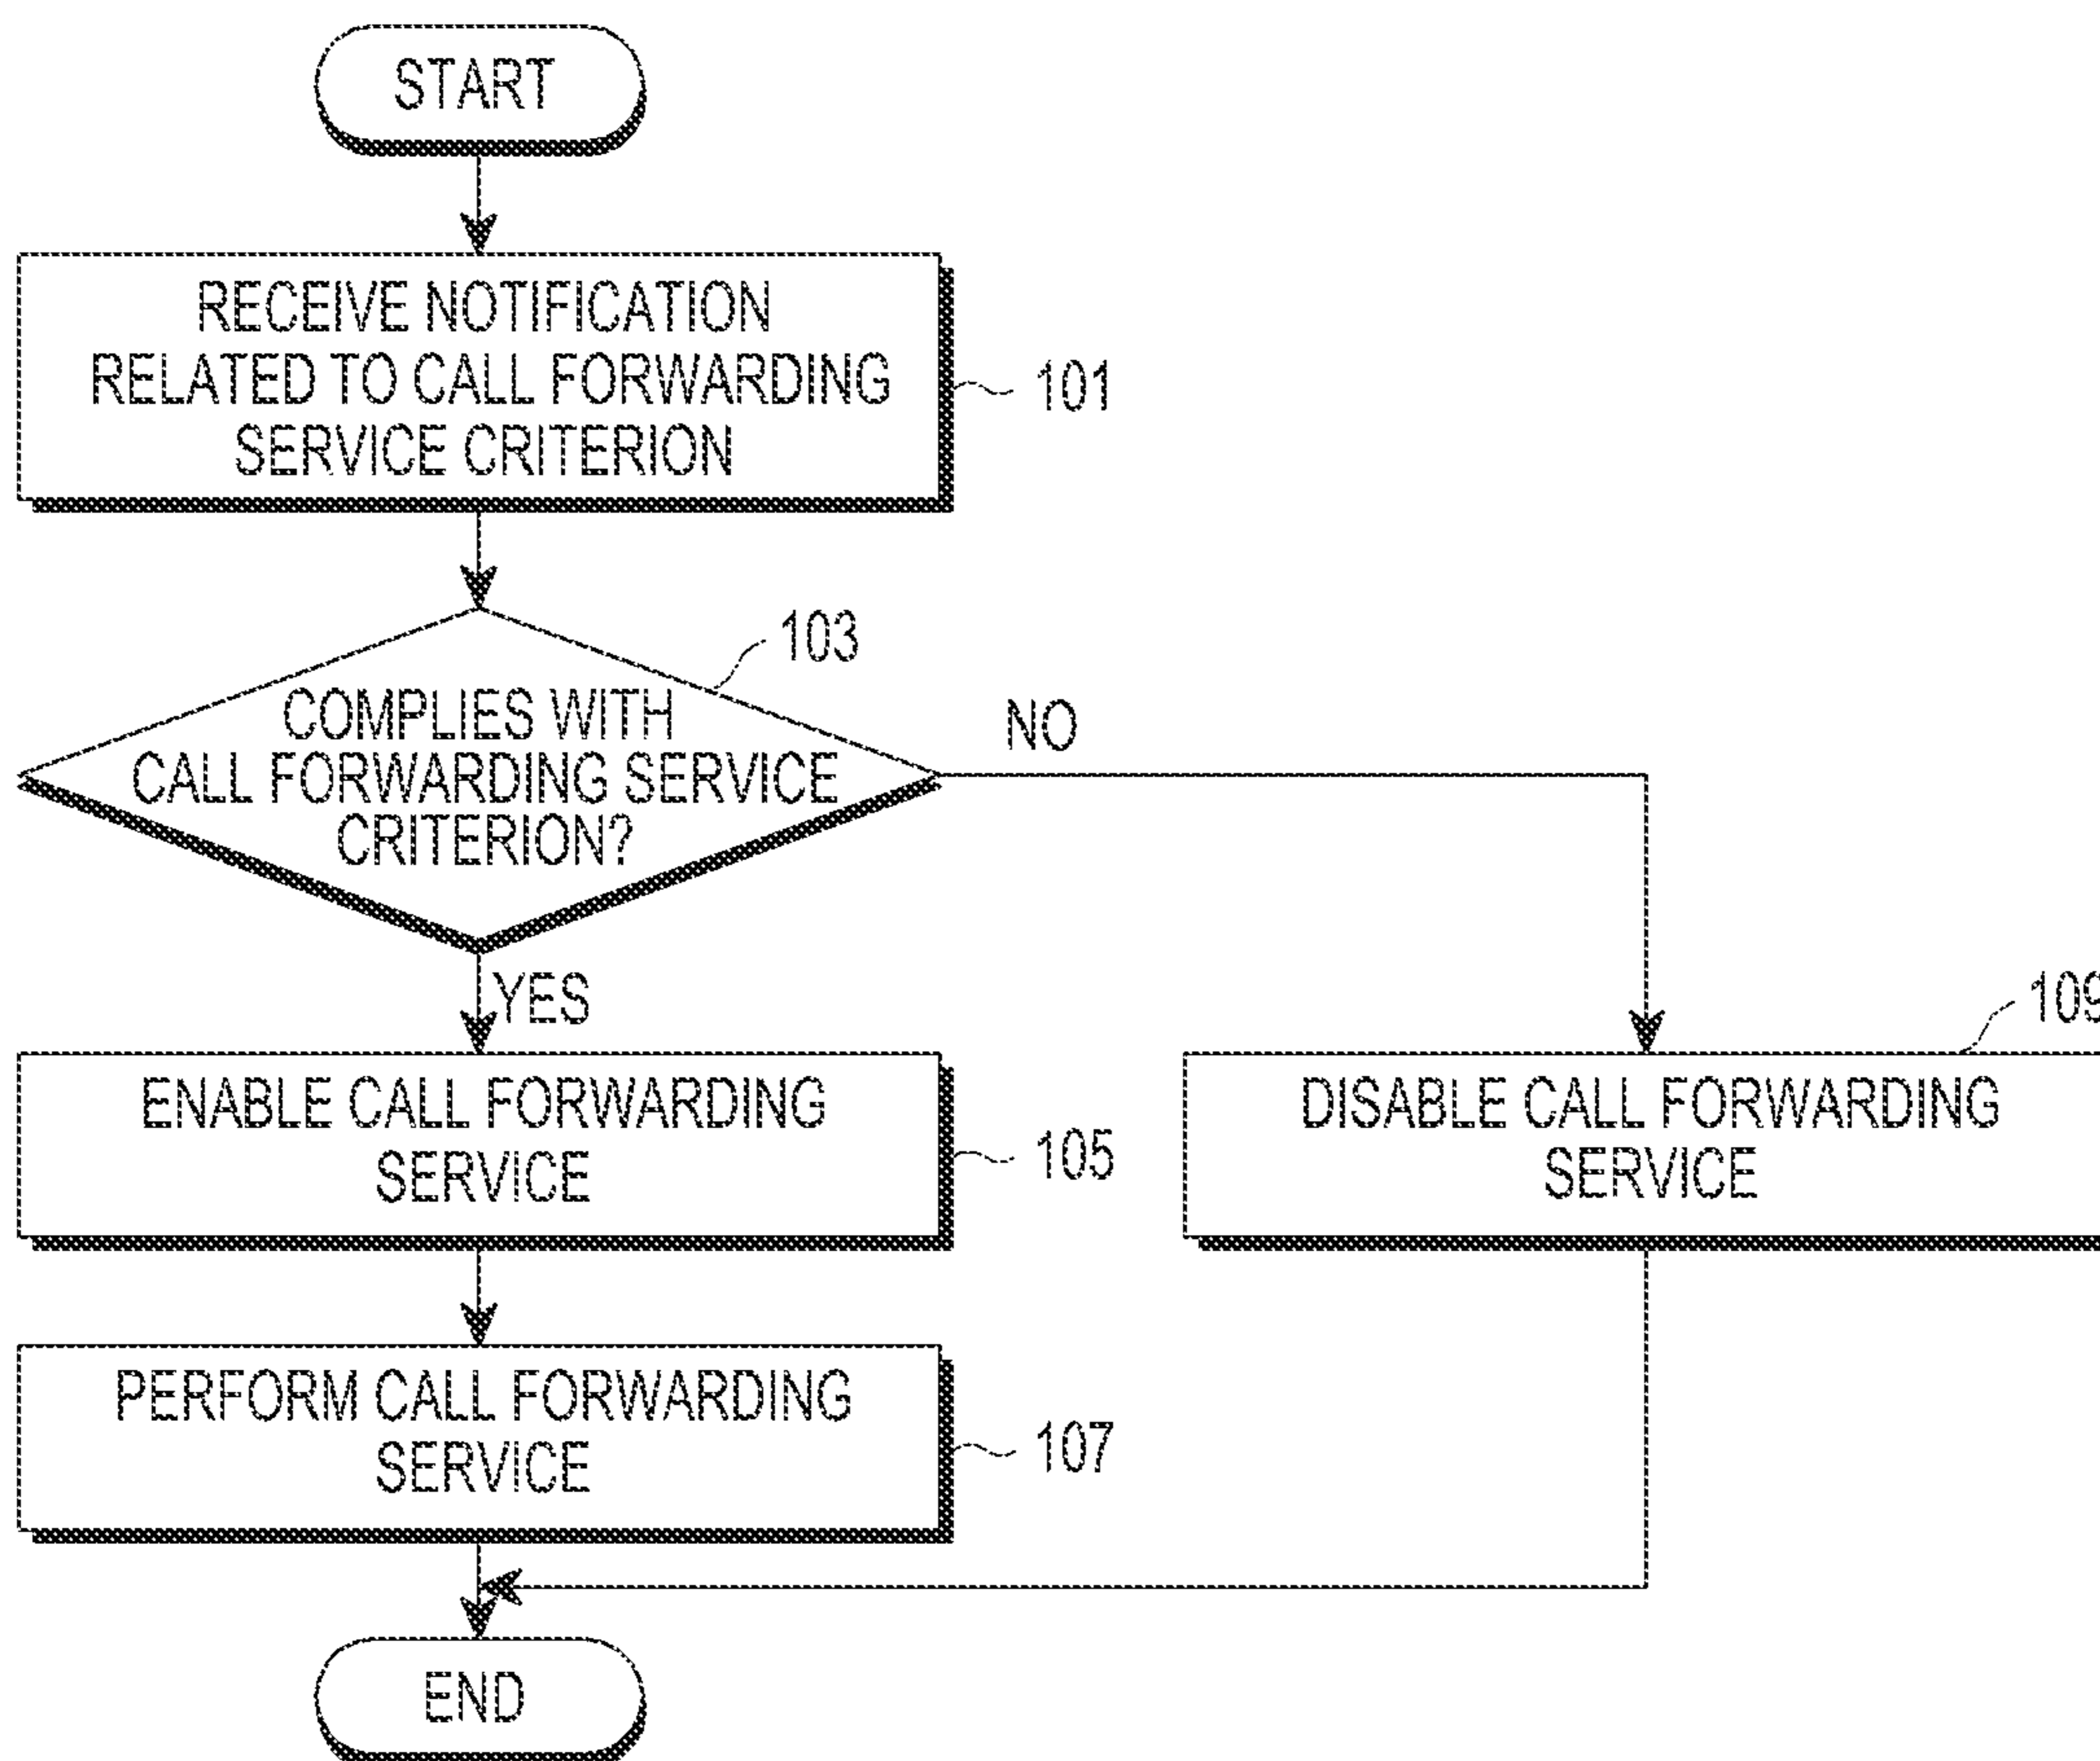 START
RECEIVE NOTIFICATION
RELATED TO CALL FORWARDING
SERVICE CRITERION
101
103
COMPLIES WITH
CALL FORWARDING SERVICE
CRITERION?
NO
YES
109
ENABLE CALL FORWARDING
SERVICE
105
DISABLE CALL FORWARDING
SERVICE
PERFORM CALL FORWARDING
SERVICE
107
END